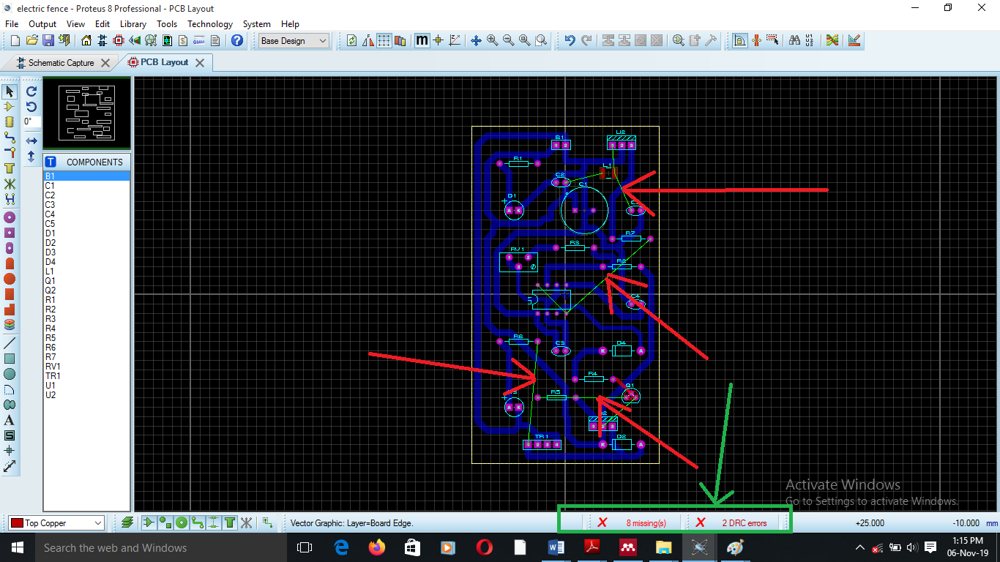 electric fence - Proteus 8 Professional - PCB Layout
File Output View Edit Library Tools Technology System Help
Base Design
Schematic Capture
PCB Layout
0°
COMPONENTS
B1
C1
C2
C3
C4
C5
D1
D2
D3
D4
L1
Q1
Q2
R1
R2
R3
R4
R5
R6
R7
RV1
TR1
U1
U2
B1
U2
R1
L1
C2
C1
D1
A K
R7
R3
RV1
C4
R6
C3
D4
K A
R4
Q1
R5
A K
TR1
1 2 3 4
D2
K A
Activate Windows
Go to Settings to activate Windows.
Top Copper
Vector Graphic: Layer=Board Edge.
8 missing(s)
2 DRC errors
+25.000
-10.000 mm
Search the web and Windows
1:15 PM
06-Nov-19